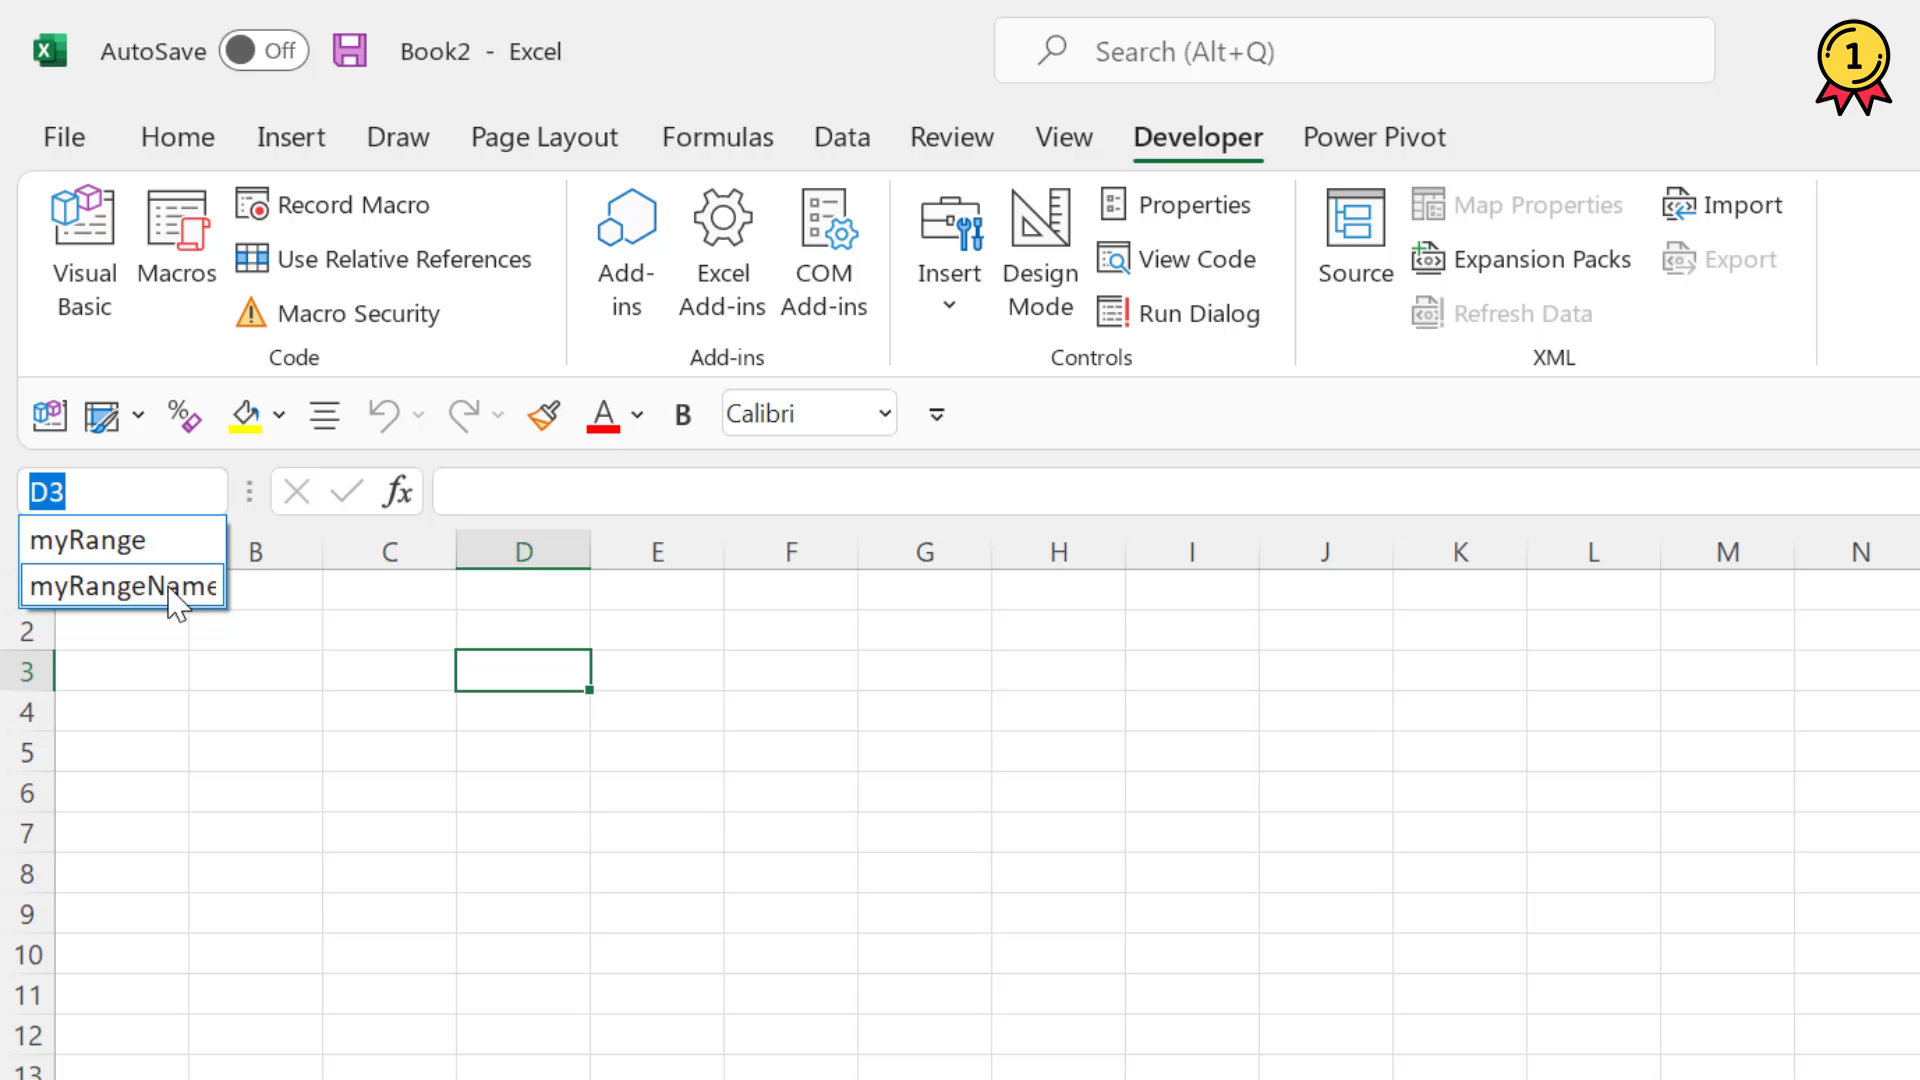 AutoSave Off Book2 - Excel Search (Alt+Q) 1
File Home Insert Draw Page Layout Formulas Data Review View Developer Power Pivot
Visual Basic
Macros
Record Macro
Use Relative References
Macro Security
Code
Add-ins
Excel Add-ins
COM Add-ins
Add-ins
Insert
Design Mode
Properties
View Code
Run Dialog
Controls
Source
Map Properties
Expansion Packs
Refresh Data
Import
Export
XML
A B Calibri
D3 fx
myRange
myRangeName
B C D E F G H I J K L M N
2
3
4
5
6
7
8
9
10
11
12
13